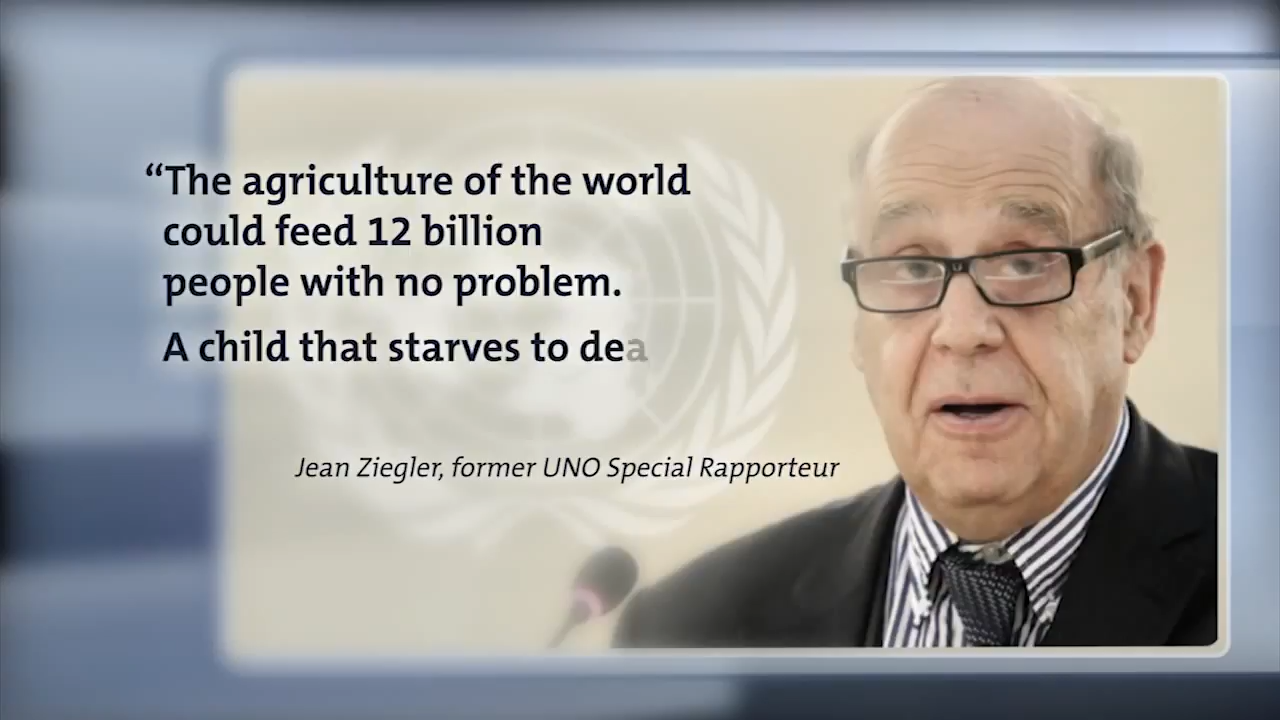 “The agriculture of the world
could feed 12 billion
people with no problem.
A child that starves to dea
Jean Ziegler, former UNO Special Rapporteur